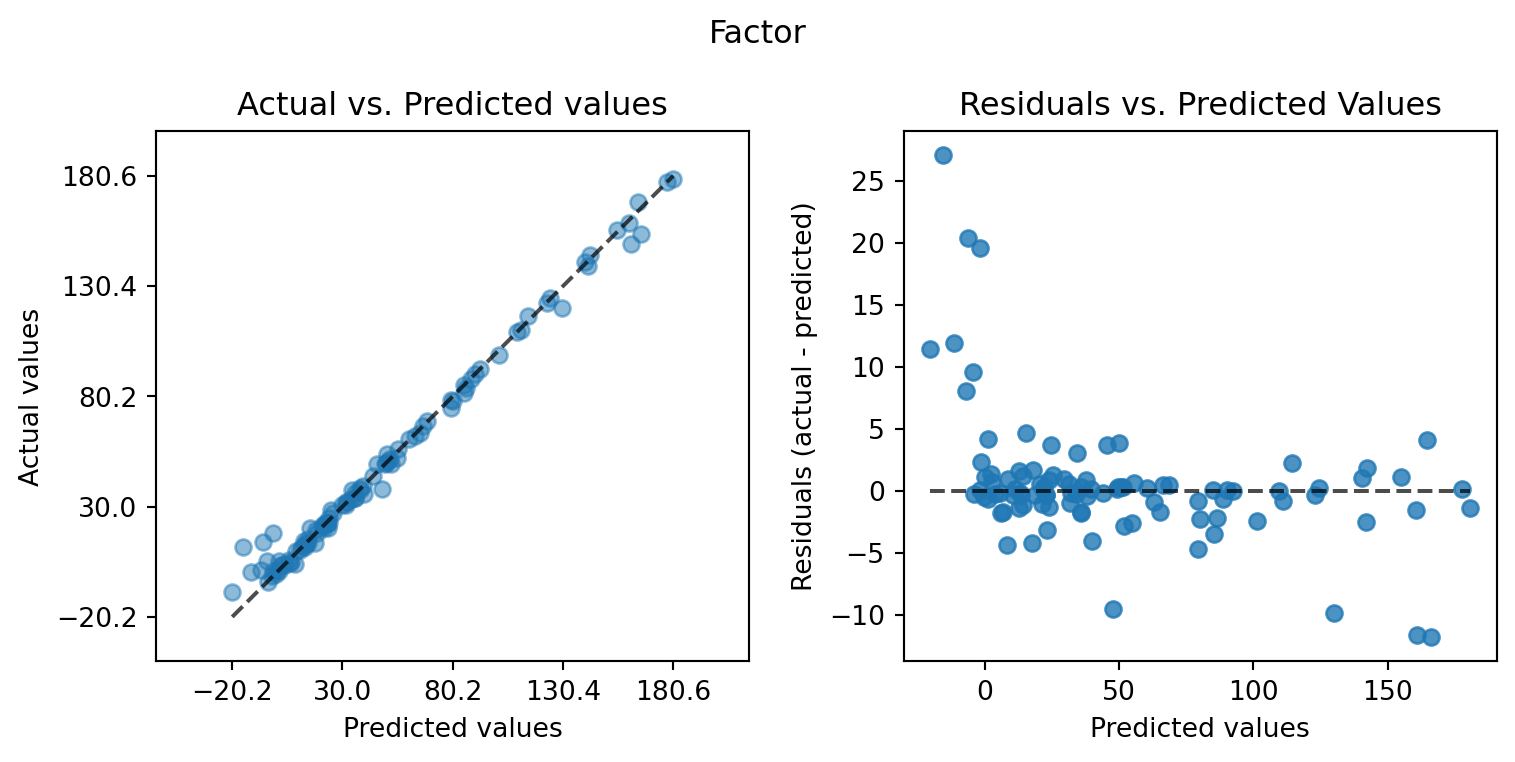 Factor
Actual vs. Predicted values
180.6
130.4
80.2
30.0
−20.2
Actual values
−20.2 30.0 80.2 130.4 180.6
Predicted values
Residuals vs. Predicted Values
25
20
15
10
5
0
−5
−10
Residuals (actual - predicted)
0 50 100 150
Predicted values